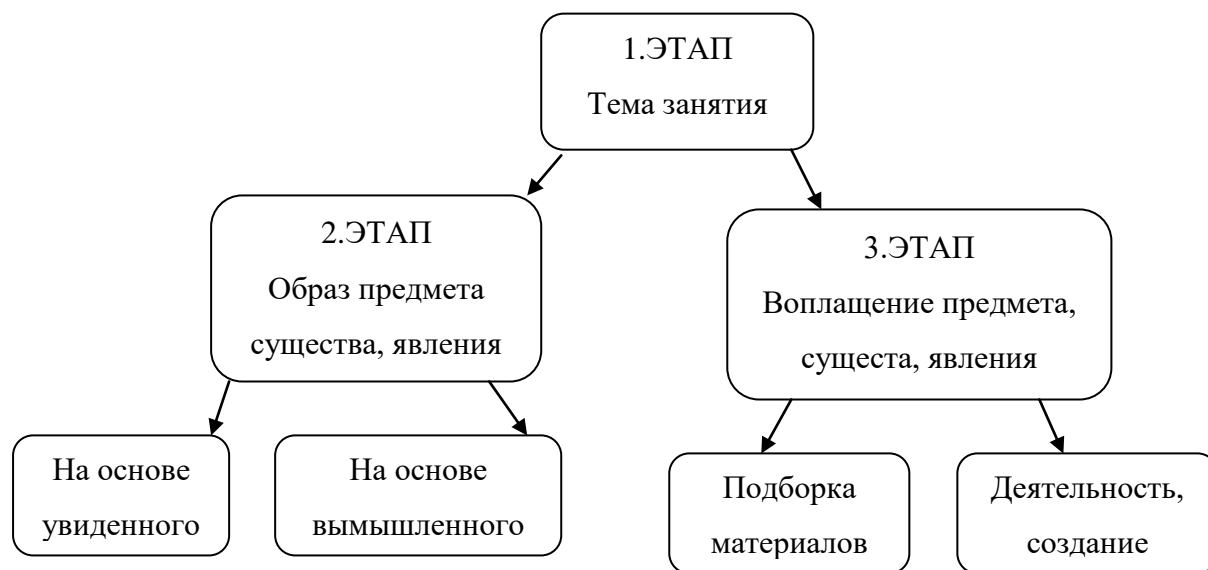 1.ЭТАП
Тема занятия
2.ЭТАП
Образ предмета
существа, явления
3.ЭТАП
Воплащение предмета,
сущеста, явления
На основе
увиденного
На основе
вымышленного
Подборка
материалов
Деятельность,
создание